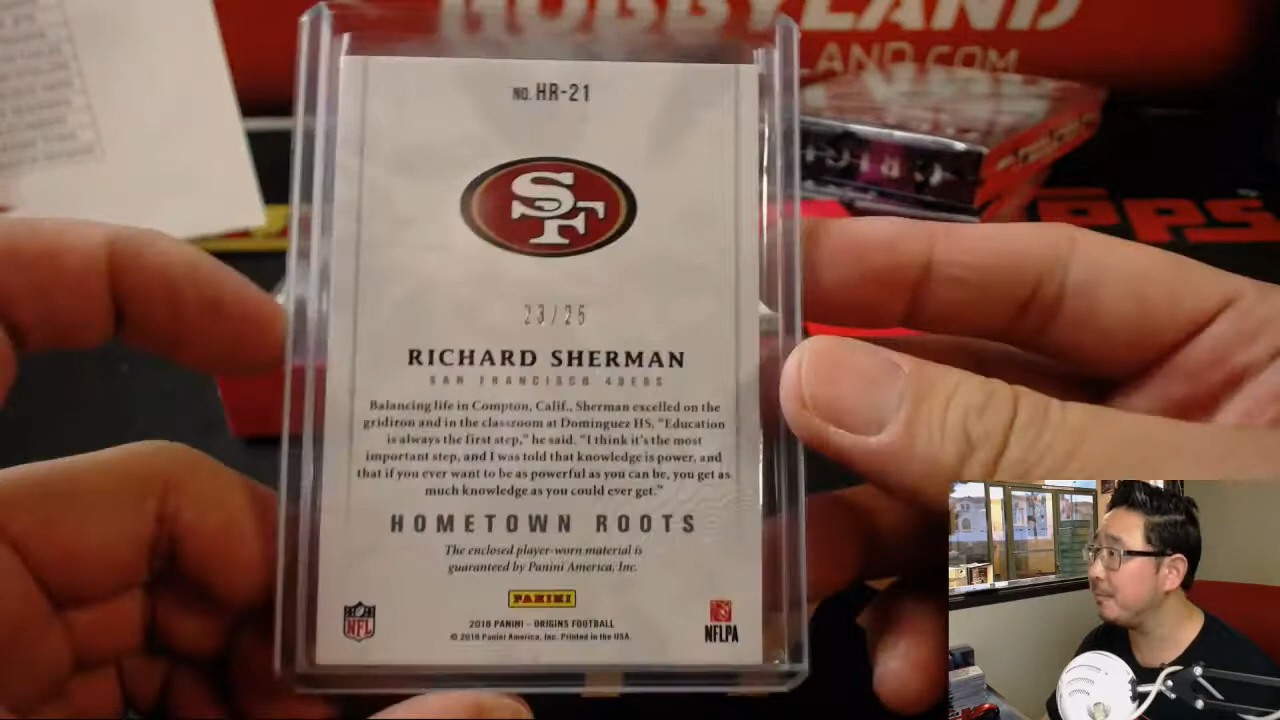 HOBBYLAND
LAND.COM
NO. HR-21
SF
23/25
RICHARD SHERMAN
SAN FRANCISCO 49ERS
Balancing life in Compton, Calif., Sherman excelled on the
gridiron and in the classroom at Dominguez HS. "Education
is always the first step," he said. "I think it's the most
important step, and I was told that knowledge is power, and
that if you ever want to be as powerful as you can be, you get as
much knowledge as you could ever get."
HOMETOWN ROOTS
The enclosed player-worn material is
guaranteed by Panini America, Inc.
PANINI
2018 PANINI - ORIGINS FOOTBALL
© 2018 Panini America, Inc. Printed in the USA.
NFL
NFLPA
OPPS